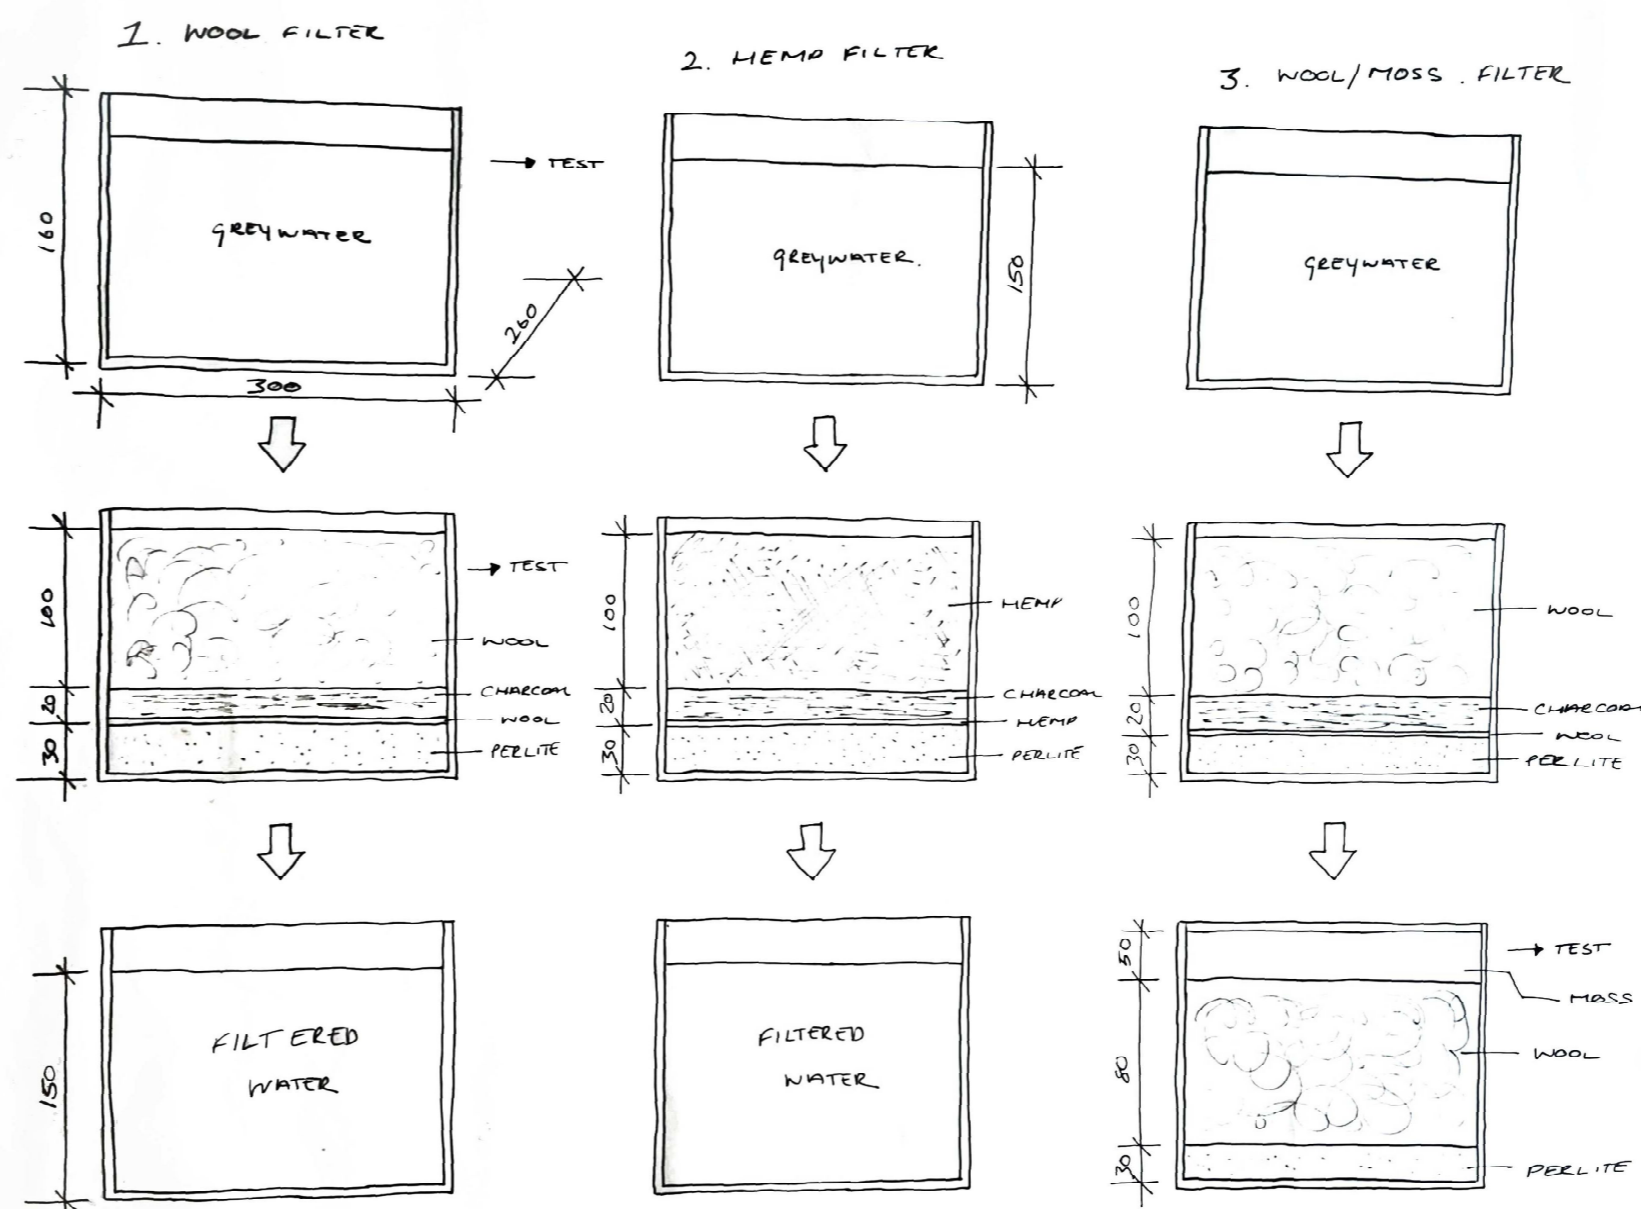 1. WOOL FILTER
2. HEMP FILTER
3. WOOL/MOSS. FILTER
160
GREYWATER
→ TEST
260
300
GREYWATER.
150
GREYWATER
100
20
30
→ TEST
WOOL
CHARCOAL
WOOL
PERLITE
100
20
30
HEMP
CHARCOAL
HEMP
PERLITE
100
20
30
WOOL
CHARCOAL
WOOL
PERLITE
150
FILTERED
WATER
FILTERED
WATER
50
80
30
→ TEST
MOSS
WOOL
PERLITE